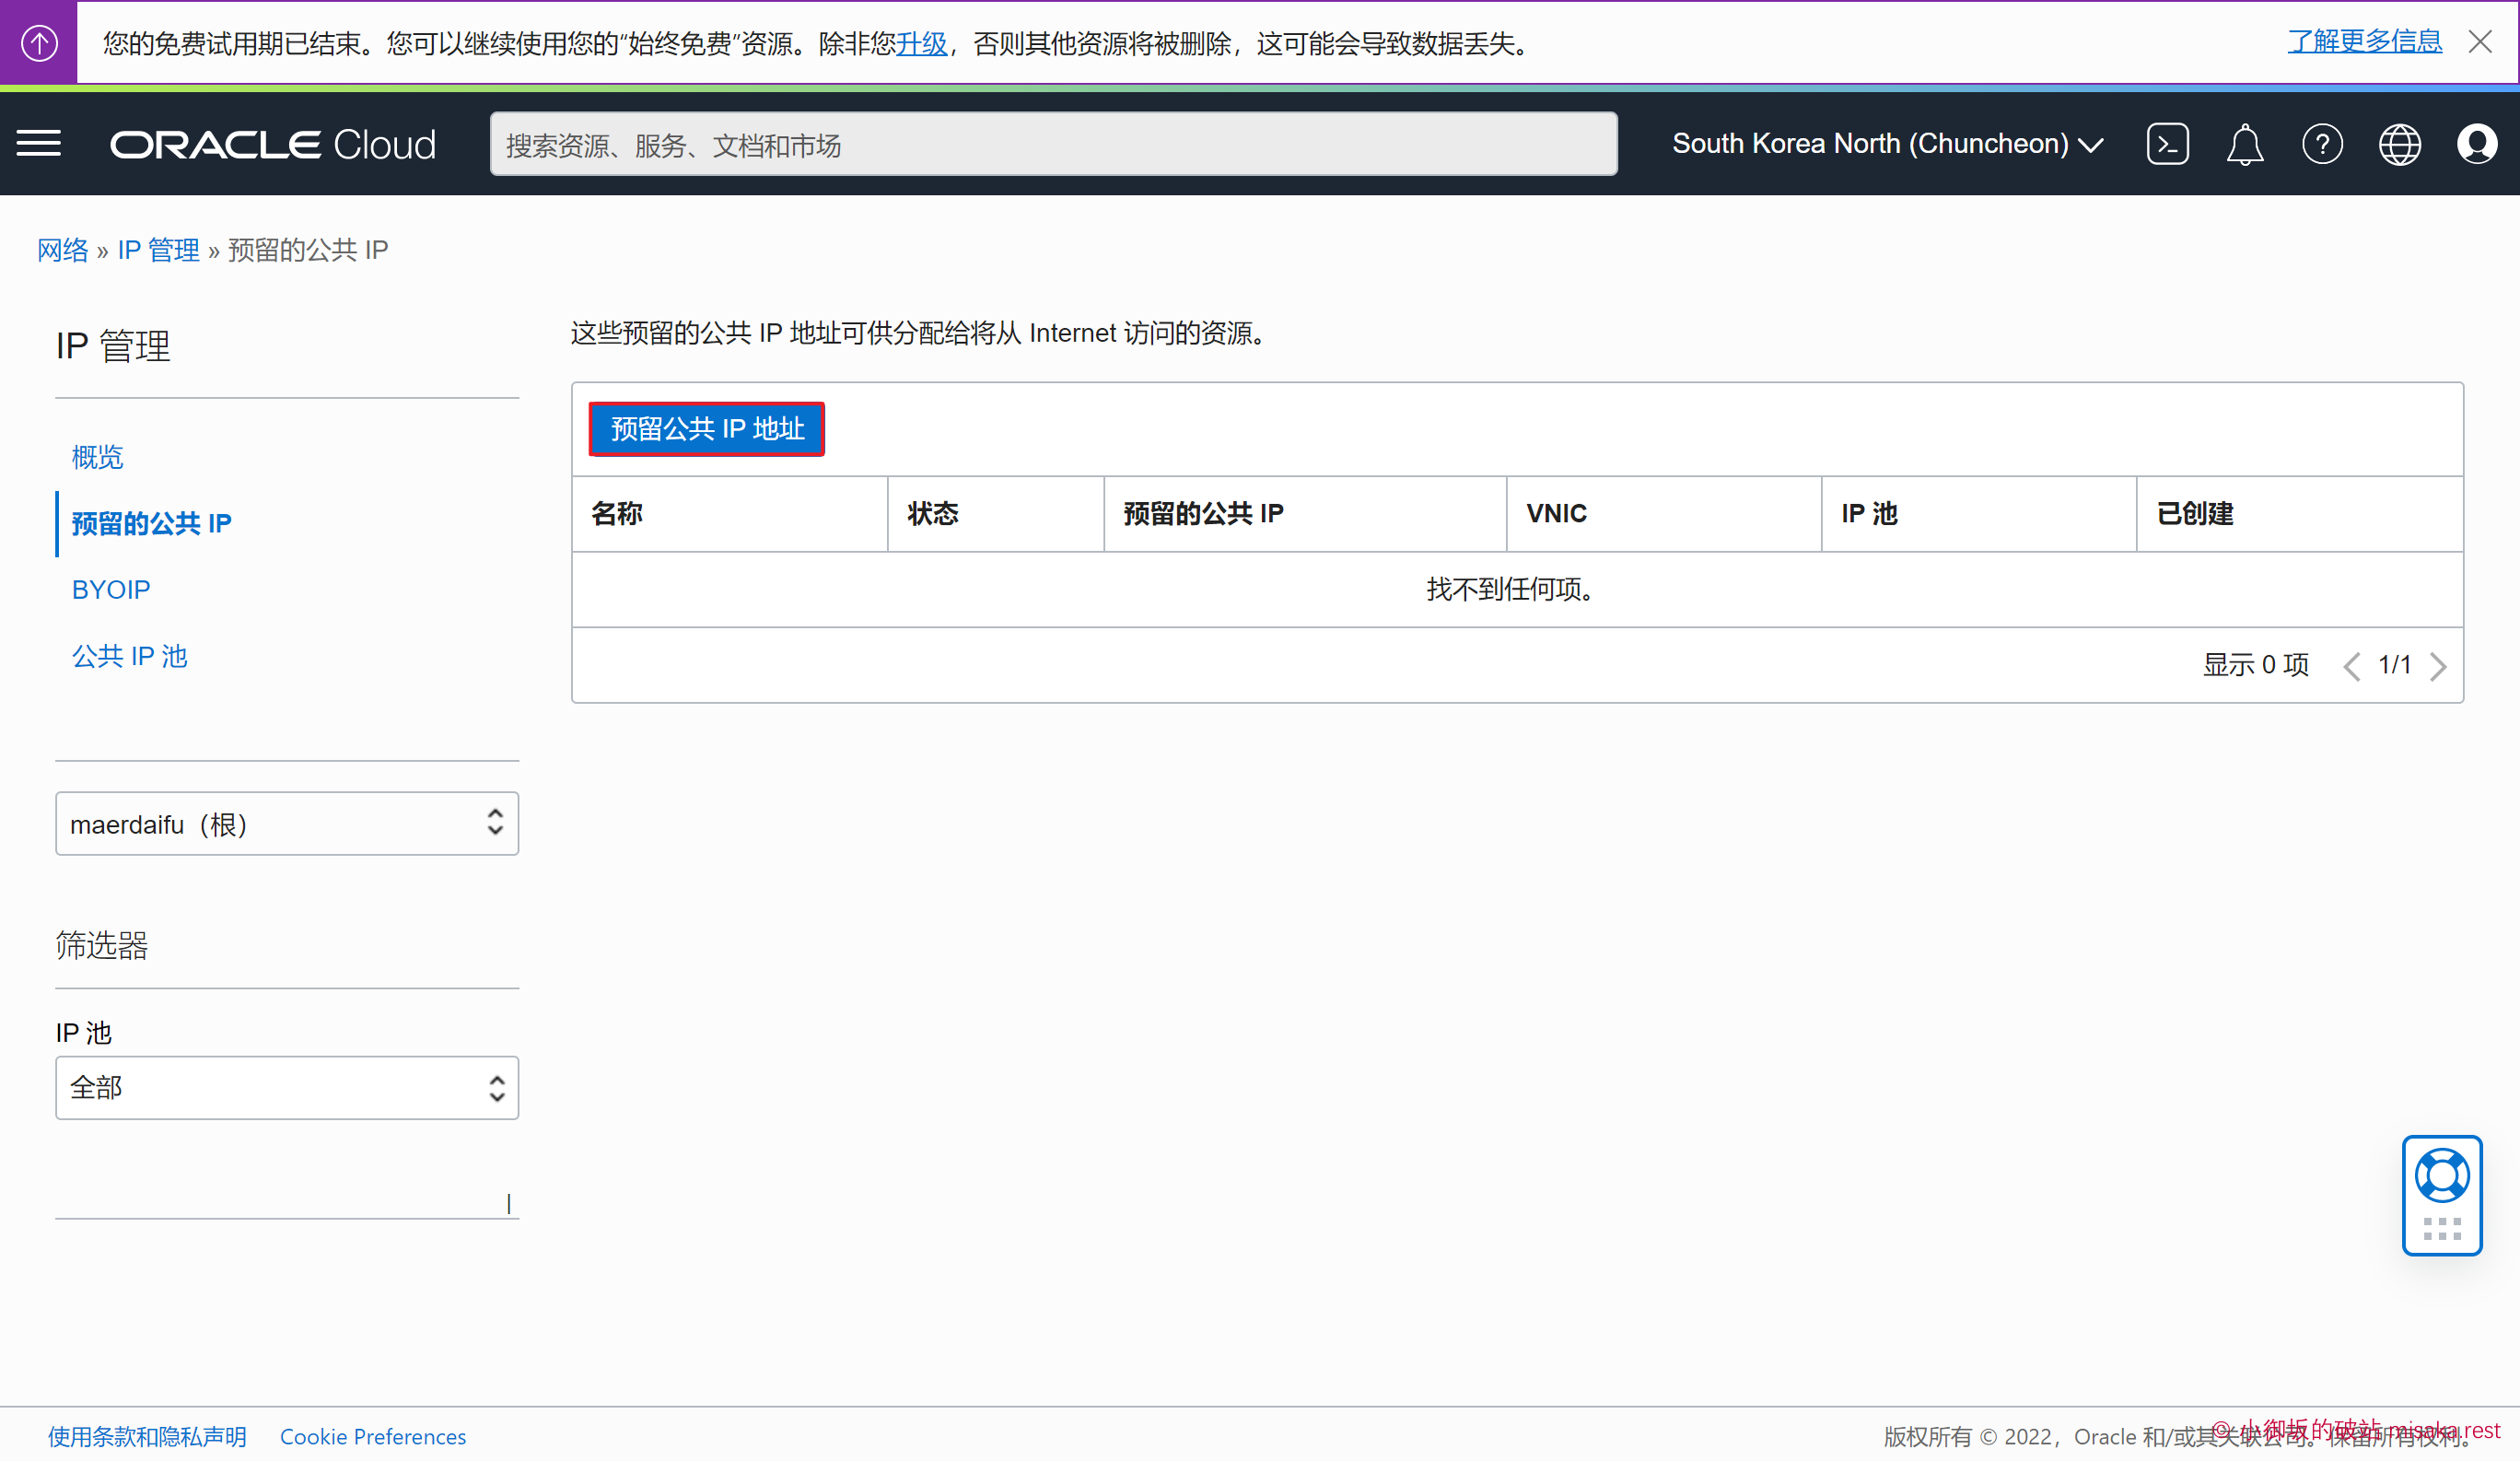 您的免费试用期已结束。您可以继续使用您的“始终免费”资源。除非您升级，否则其他资源将被删除，这可能会导致数据丢失。
了解更多信息
ORACLE Cloud
搜索资源、服务、文档和市场
South Korea North (Chuncheon)
网络 » IP 管理 » 预留的公共 IP
IP 管理
概览
预留的公共 IP
BYOIP
公共 IP 池
maerdaifu（根）
筛选器
IP 池
全部
这些预留的公共 IP 地址可供分配给将从 Internet 访问的资源。
预留公共 IP 地址
名称 状态 预留的公共 IP VNIC IP 池 已创建
找不到任何项。
显示 0 项 1/1
使用条款和隐私声明 Cookie Preferences
版权所有 © 2022，Oracle 和/或其关联公司。保留所有权利。
© 小御坂的破站 misaka.rest